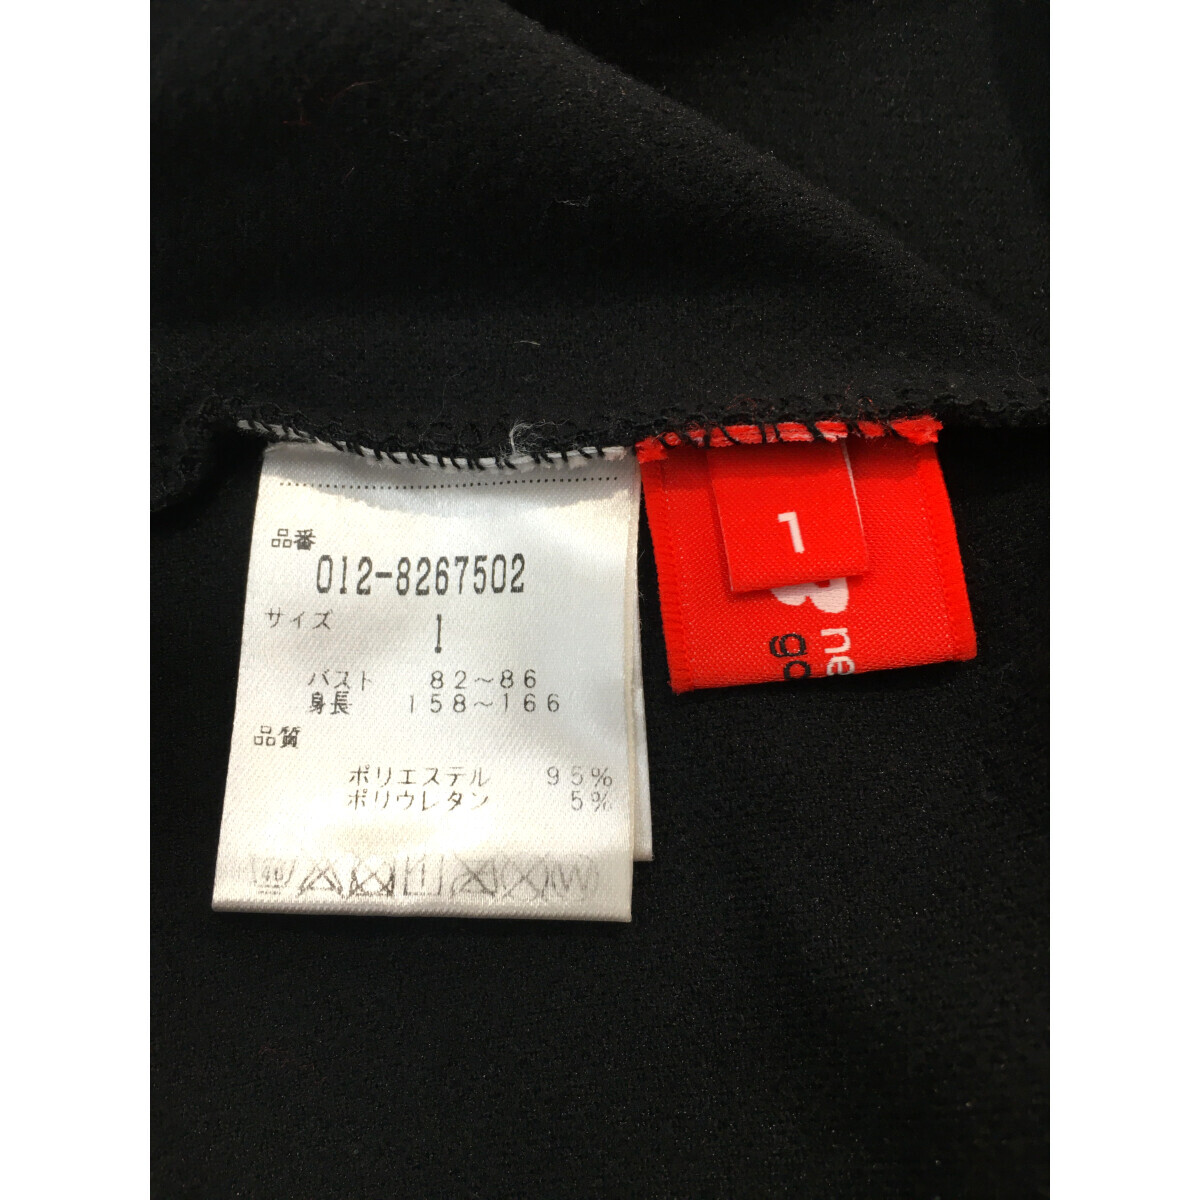 品番
012-8267502
サイズ
1
バスト 82～86
身長 158～166
品質
ポリエステル 95%
ポリウレタン 5%
40
1
ne
go